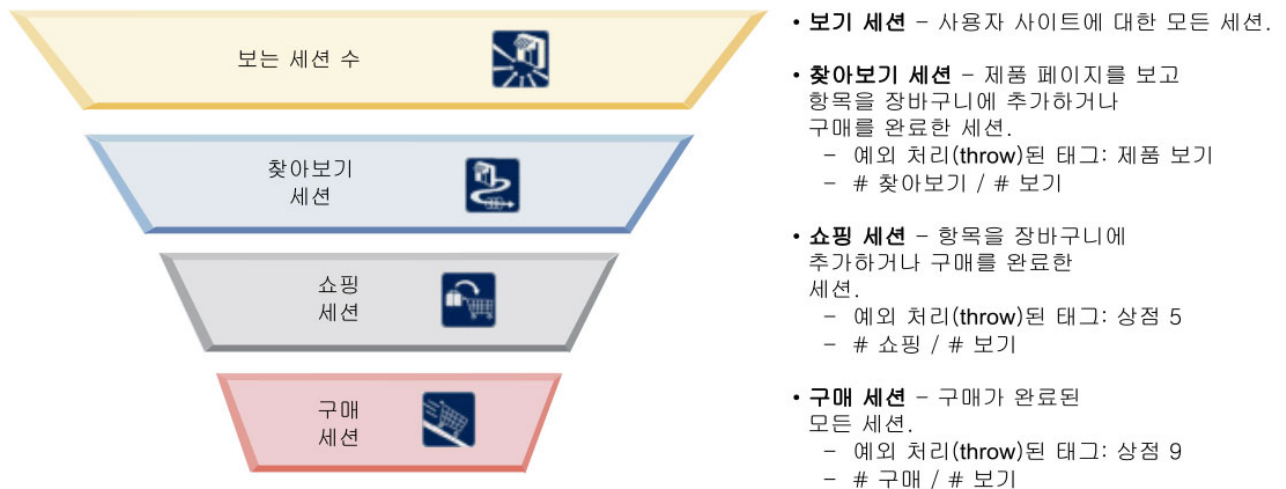 보는 세션 수
찾아보기
세션
쇼핑
세션
구매
세션
• 보기 세션 – 사용자 사이트에 대한 모든 세션.
• 찾아보기 세션 – 제품 페이지를 보고
항목을 장바구니에 추가하거나
구매를 완료한 세션.
– 예외 처리(throw)된 태그: 제품 보기
– # 찾아보기 / # 보기
• 쇼핑 세션 – 항목을 장바구니에
추가하거나 구매를 완료한
세션.
– 예외 처리(throw)된 태그: 상점 5
– # 쇼핑 / # 보기
• 구매 세션 – 구매가 완료된
모든 세션.
– 예외 처리(throw)된 태그: 상점 9
– # 구매 / # 보기